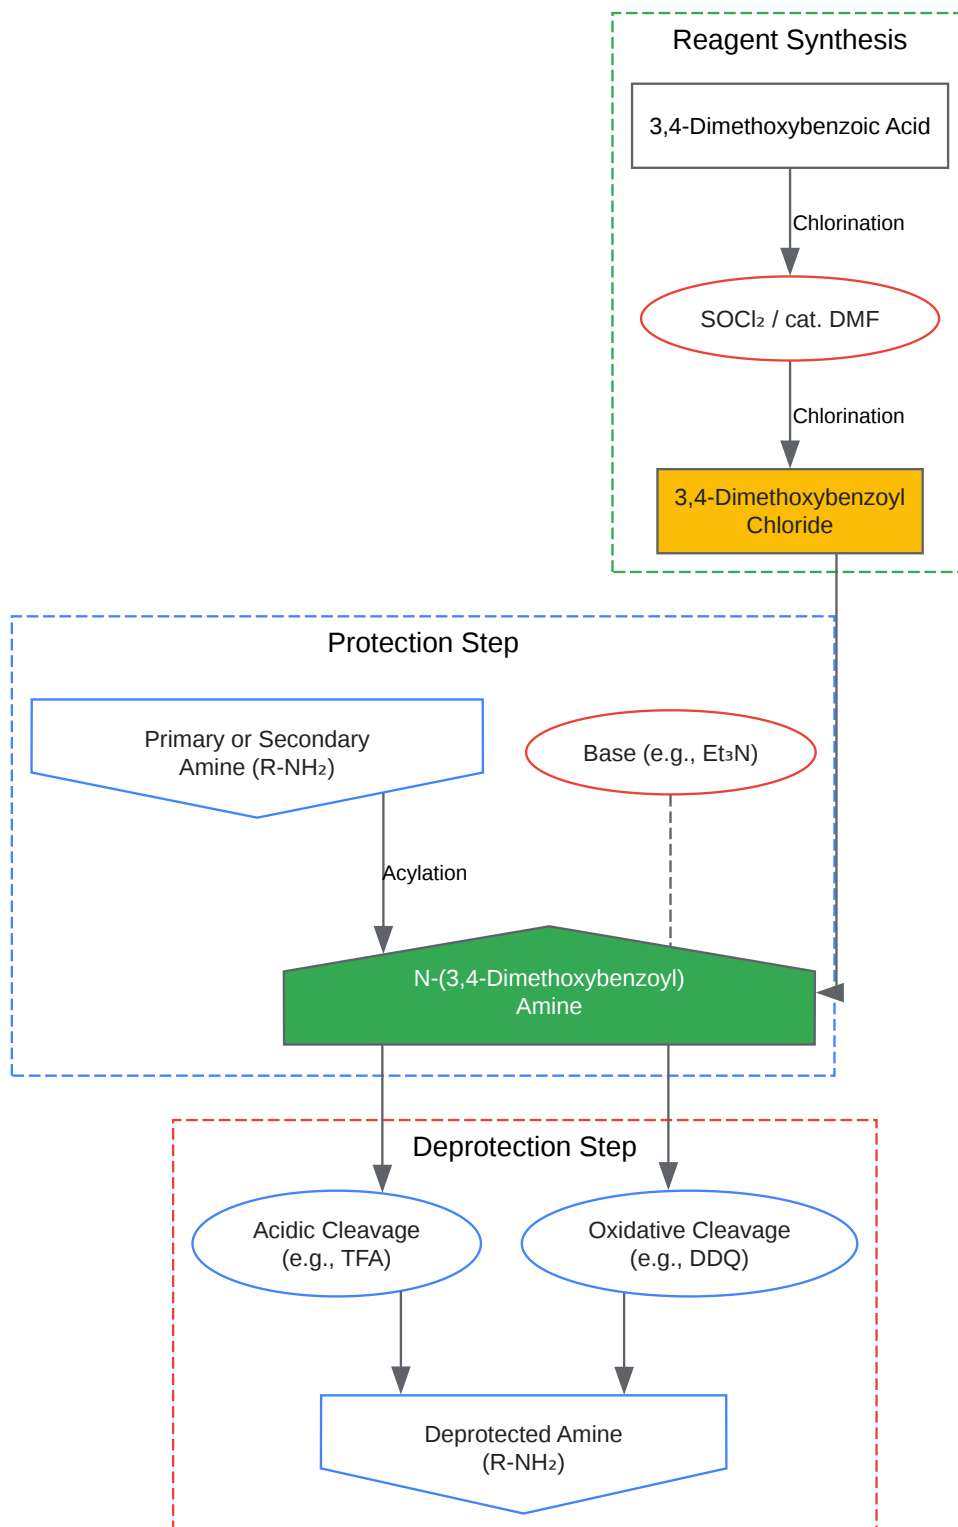 Reagent Synthesis
3,4-Dimethoxybenzoic Acid
Chlorination
SOCl₂ / cat. DMF
Chlorination
3,4-Dimethoxybenzoyl
Chloride
Protection Step
Primary or Secondary
Amine (R-NH₂)
Base (e.g., Et₃N)
Acylation
N-(3,4-Dimethoxybenzoyl)
Amine
Deprotection Step
Acidic Cleavage
(e.g., TFA)
Oxidative Cleavage
(e.g., DDQ)
Deprotected Amine
(R-NH₂)